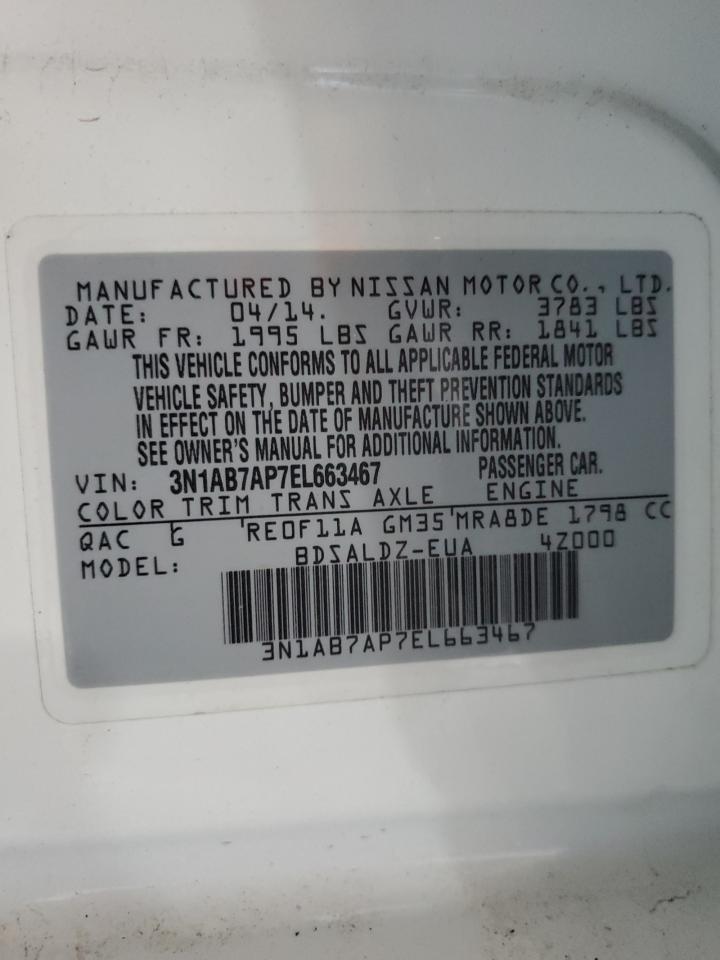 MANUFACTURED BY NISSAN MOTOR CO., LTD.
DATE: 04/14. GVWR: 3783 LBS
GAWR FR: 1995 LBS GAWR RR: 1841 LBS
THIS VEHICLE CONFORMS TO ALL APPLICABLE FEDERAL MOTOR
VEHICLE SAFETY, BUMPER AND THEFT PREVENTION STANDARDS
IN EFFECT ON THE DATE OF MANUFACTURE SHOWN ABOVE.
SEE OWNER'S MANUAL FOR ADDITIONAL INFORMATION.
VIN: 3N1AB7AP7EL663467 PASSENGER CAR.
COLOR TRIM TRANS AXLE ENGINE
QAC G RE0F11A GM35 MRA8DE 1798 CC
MODEL: BDSALDZ-EUA 4Z000
3N1AB7AP7EL663467